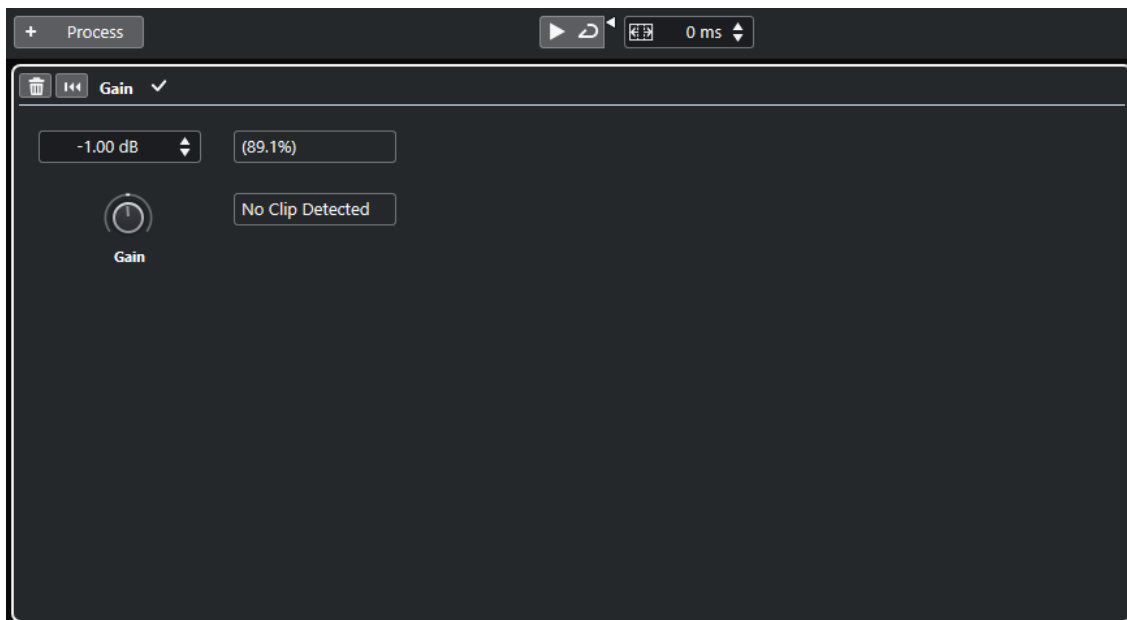 + Process
0 ms
Gain
-1.00 dB
(89.1%)
No Clip Detected
Gain